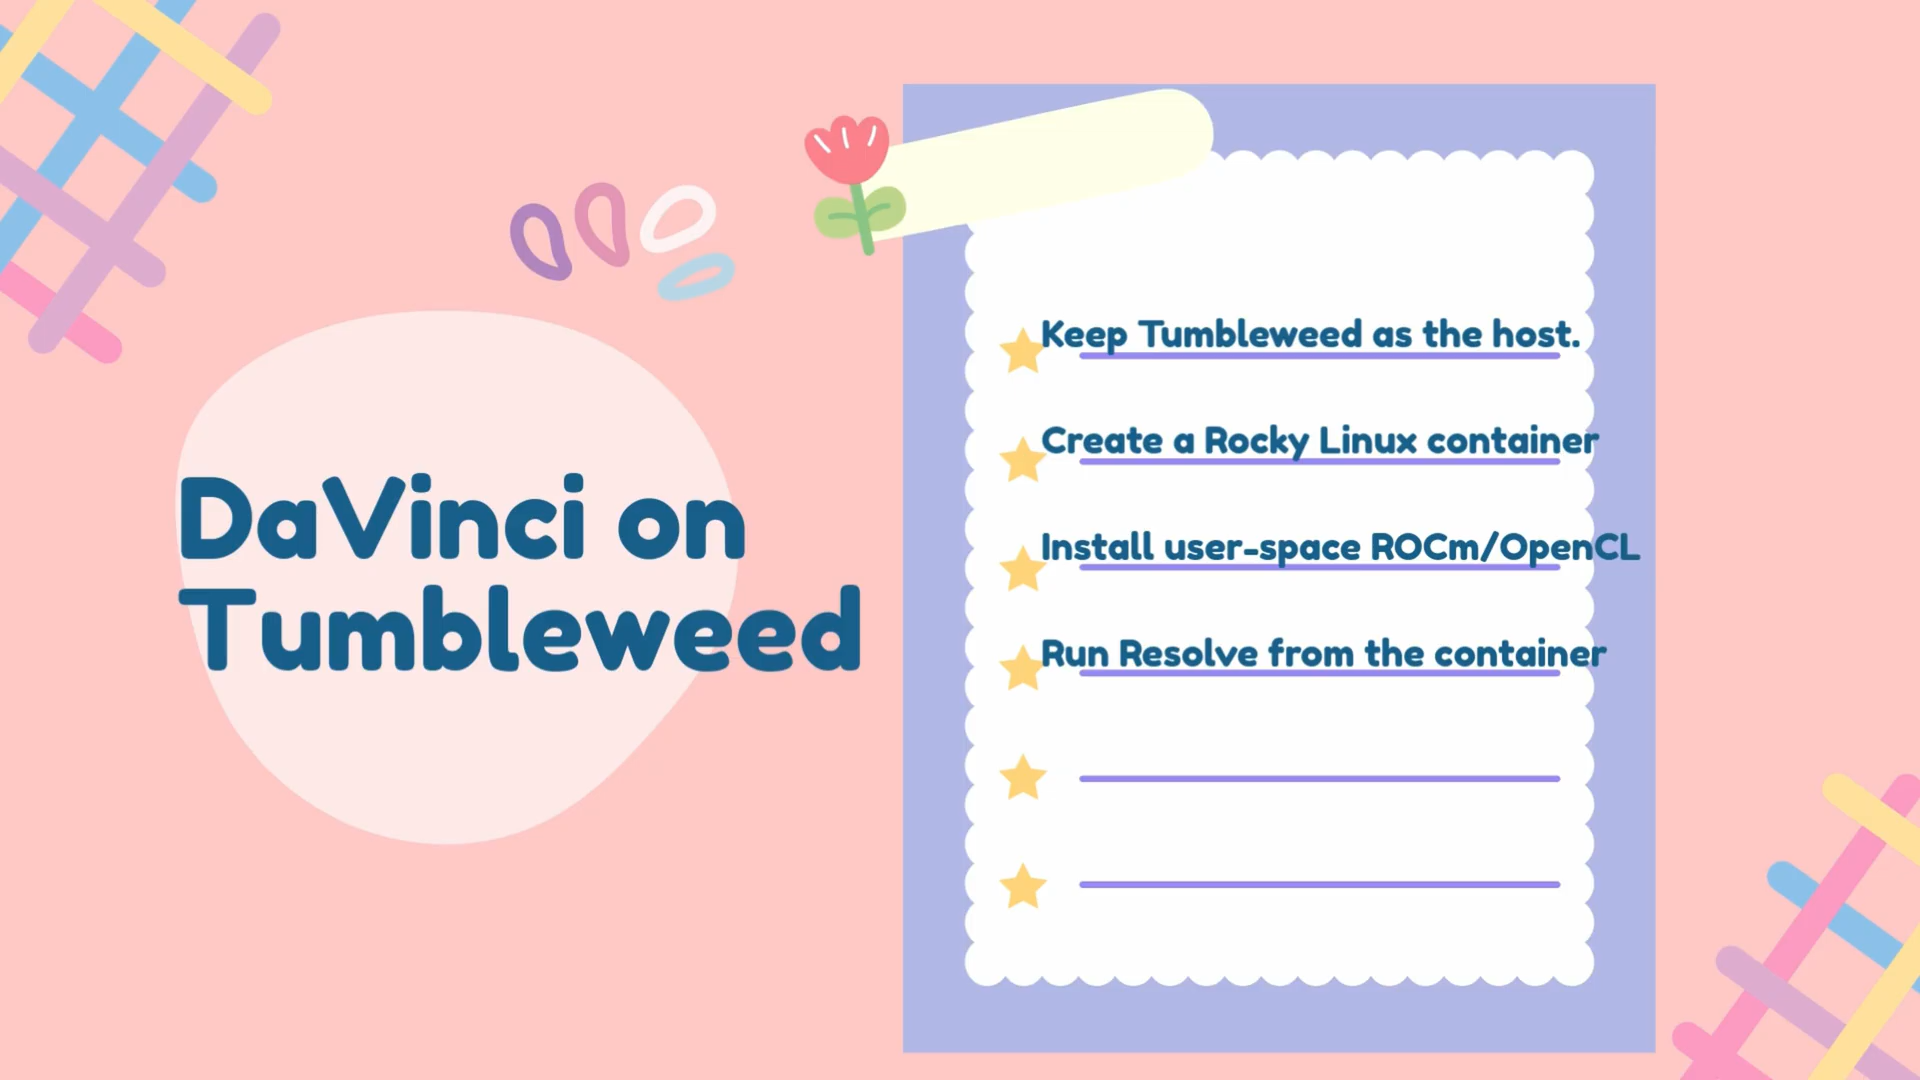 DaVinci on
Tumbleweed
Keep Tumbleweed as the host.
Create a Rocky Linux container
Install user-space ROCm/OpenCL
Run Resolve from the container